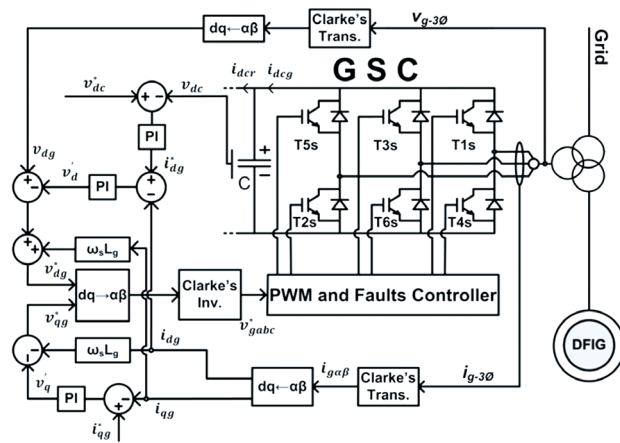 dq←αβ
Clarke's
Trans.
v_g-3Ø
Grid
G S C
i_dcr
i_dcg
v*_dc
+ −
v_dc
PI
T5s
T3s
T1s
C
+
−
v_dg
v'_d
PI
i*_dg
+ −
+ −
T2s
T6s
T4s
+ +
ω_sL_g
v*_dg
dq→αβ
Clarke's
Inv.
PWM and Faults Controller
v*_qg
v*_gabc
DFIG
− −
ω_sL_g
i_dg
v'_q
PI
+ −
i_qg
dq←αβ
i_gαβ
Clarke's
Trans.
i_g-3Ø
i*_qg